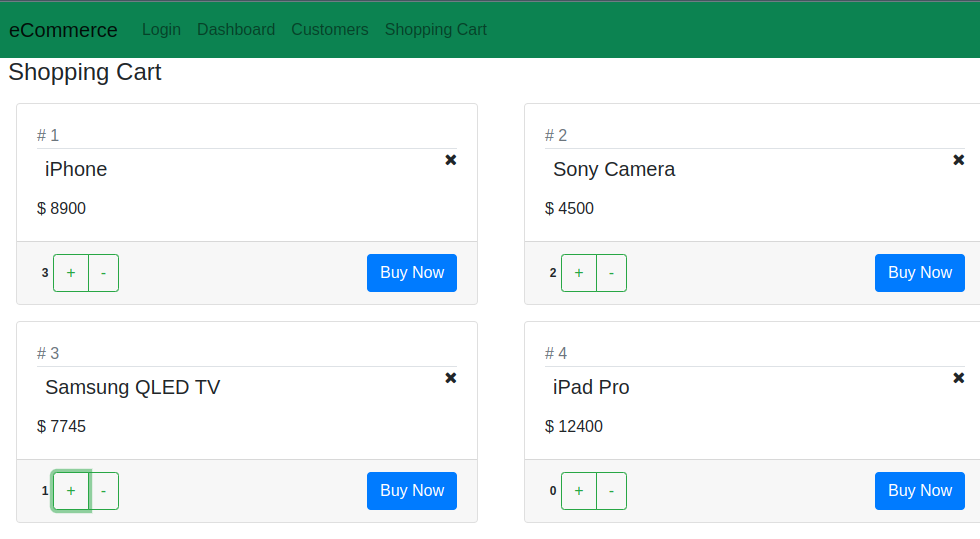 eCommerce Login Dashboard Customers Shopping Cart
Shopping Cart
# 1
iPhone
$ 8900
3 + - Buy Now
# 2
Sony Camera
$ 4500
2 + - Buy Now
# 3
Samsung QLED TV
$ 7745
1 + - Buy Now
# 4
iPad Pro
$ 12400
0 + - Buy Now